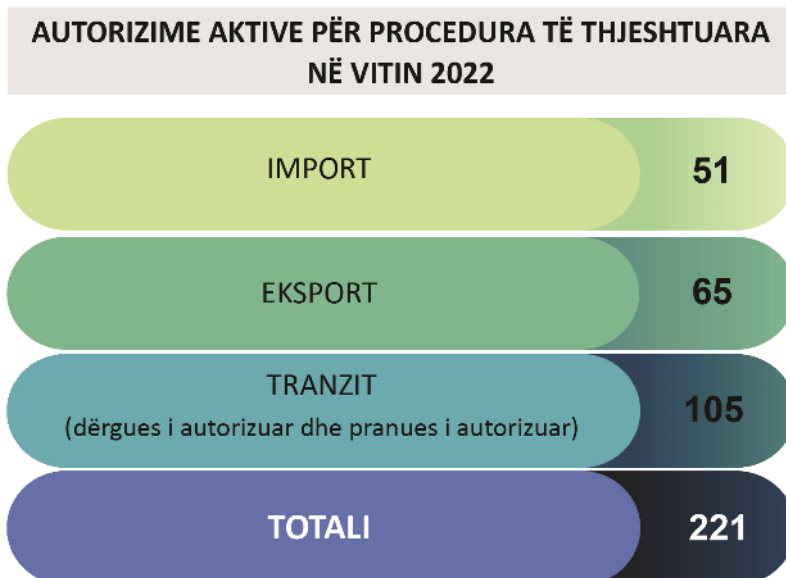 AUTORIZIME AKTIVE PËR PROCEDURA TË THJESHTUARA
NË VITIN 2022
IMPORT 51
EKSPORT 65
TRANZIT
(dërgues i autorizuar dhe pranues i autorizuar) 105
TOTALI 221